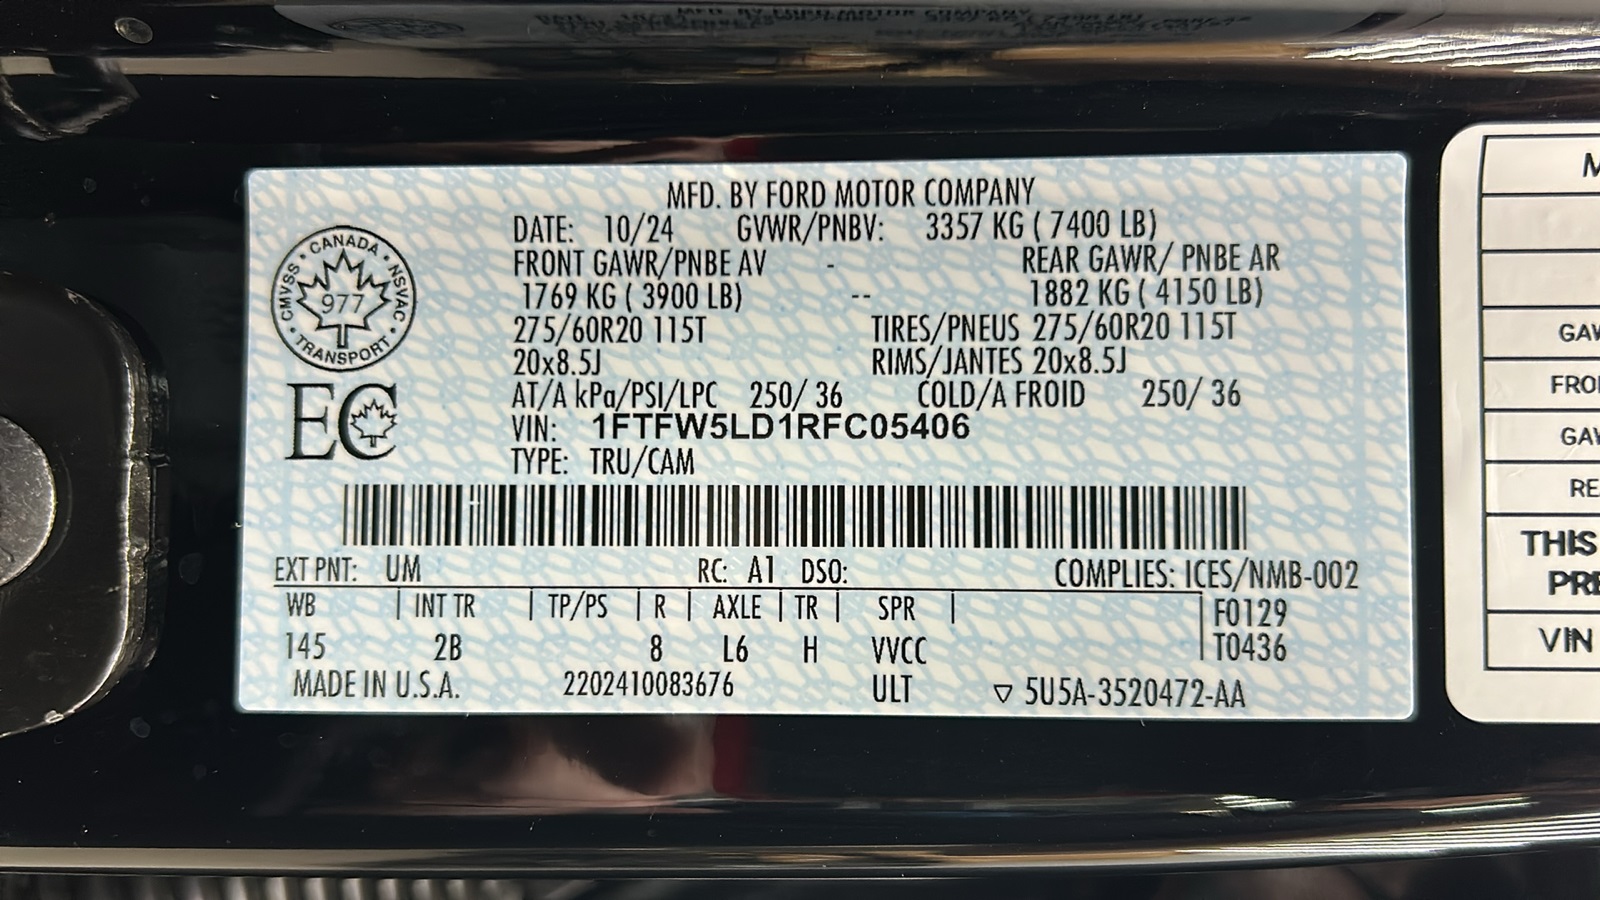 MFD. BY FORD MOTOR COMPANY
DATE: 10/24 GVWR/PNBV: 3357 KG ( 7400 LB)
FRONT GAWR/PNBE AV - REAR GAWR/ PNBE AR
1769 KG ( 3900 LB) -- 1882 KG ( 4150 LB)
275/60R20 115T TIRES/PNEUS 275/60R20 115T
20x8.5J RIMS/JANTES 20x8.5J
AT/A kPa/PSI/LPC 250/ 36 COLD/A FROID 250/ 36
VIN: 1FTFW5LD1RFC05406
TYPE: TRU/CAM
CANADA
CMVSS
NSVAC
977
TRANSPORT
EC
EXT PNT: UM RC: A1 DSO: COMPLIES: ICES/NMB-002
WB | INT TR | TP/PS | R | AXLE | TR | SPR | F0129
145 2B 8 L6 H VVCC T0436
MADE IN U.S.A. 2202410083676 ULT ▽ 5U5A-3520472-AA
M
GAW
FRO
GAW
RE
THIS
PRE
VIN